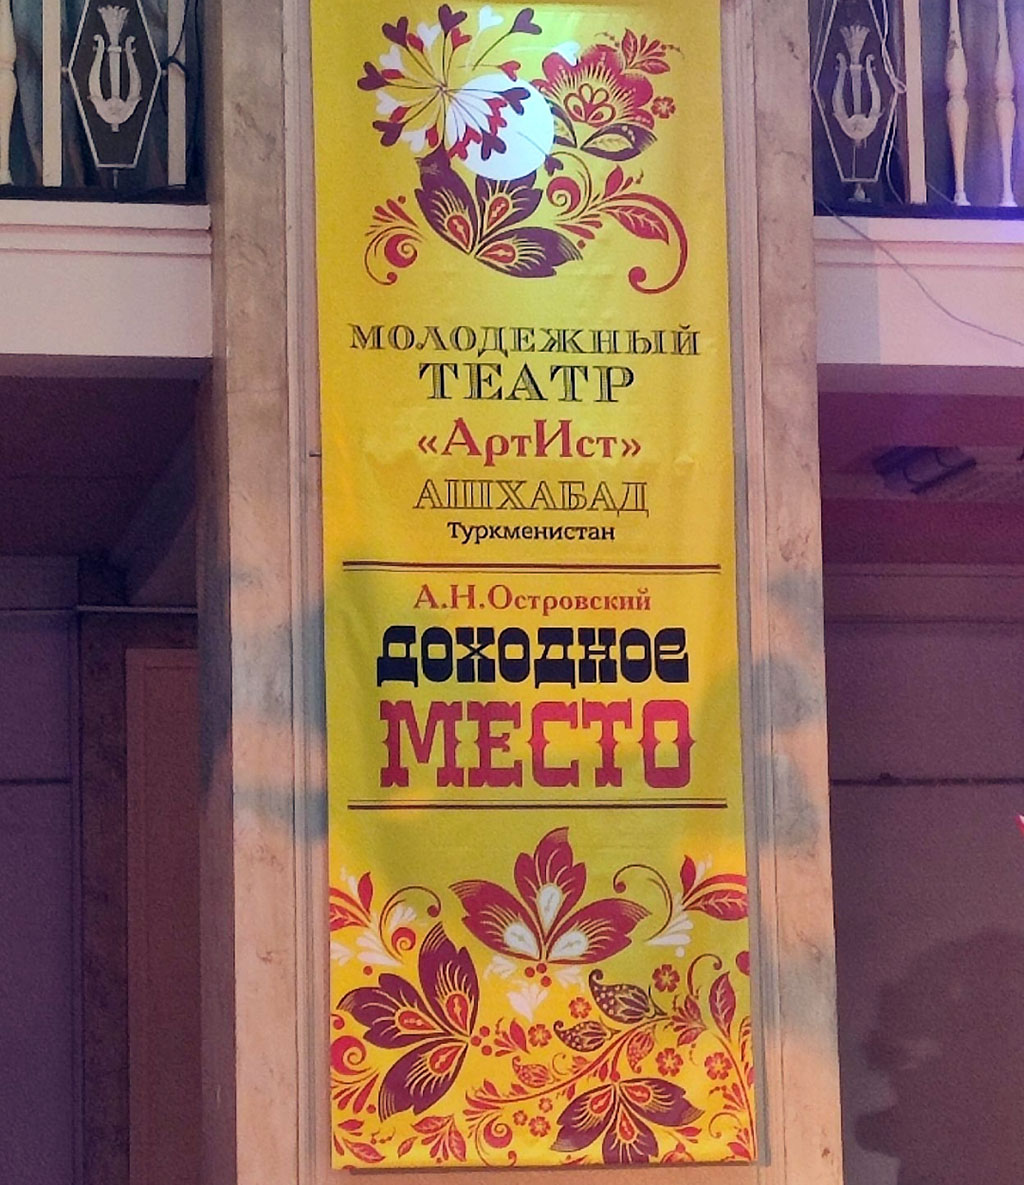 МОЛОДЕЖНЫЙ
ТЕАТР
«АртИст»
АШХАБАД
Туркменистан
А.Н.Островский
ДОХОДНОЕ
МЕСТО